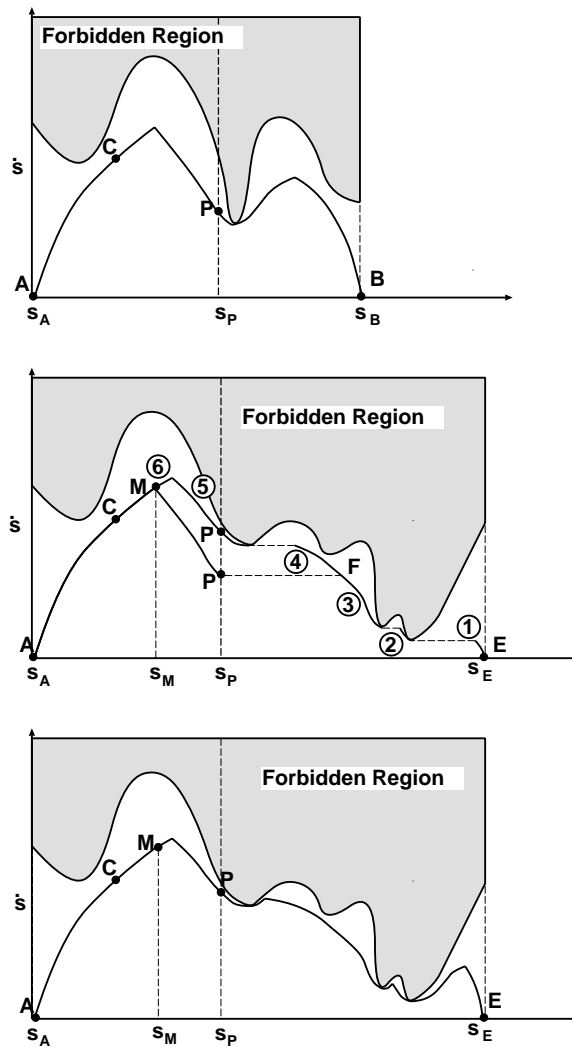 Forbidden Region
C
ṡ
P
A
B
s_A
s_P
s_B
Forbidden Region
6
M
5
C
ṡ
P
4
F
P
3
2
1
A
E
s_A
s_M
s_P
s_E
Forbidden Region
M
C
P
ṡ
A
E
s_A
s_M
s_P
s_E